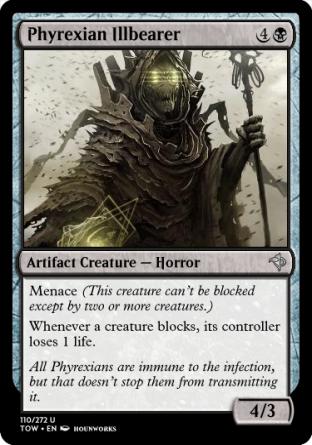 Phyrexian Illbearer 4
Artifact Creature — Horror
Menace (This creature can't be blocked
except by two or more creatures.)
Whenever a creature blocks, its controller
loses 1 life.
All Phyrexians are immune to the infection,
but that doesn't stop them from transmitting
it.
4/3
110/272 U
TOW • EN HOUNWORKS